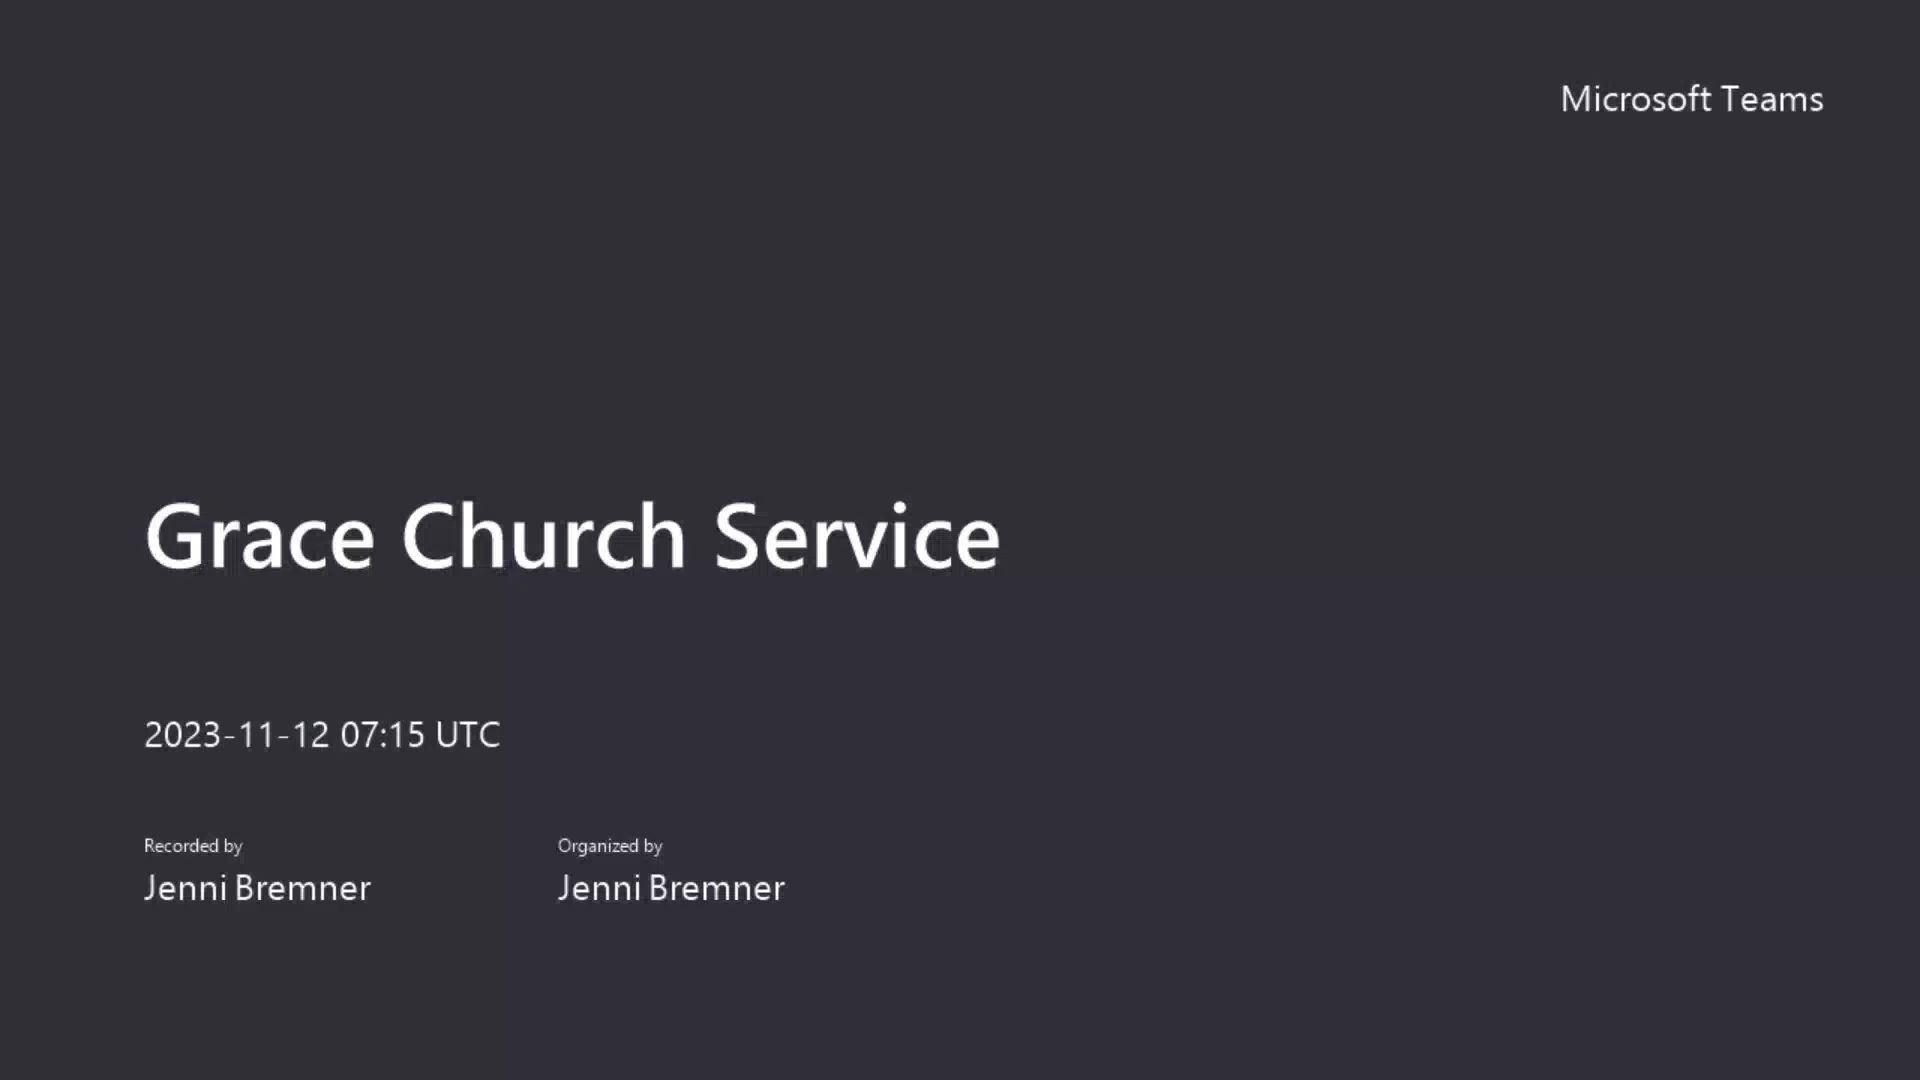 Microsoft Teams
Grace Church Service
2023-11-12 07:15 UTC
Recorded by
Jenni Bremner
Organized by
Jenni Bremner